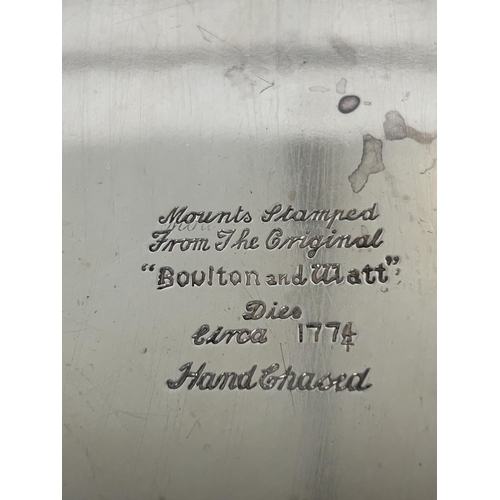 Mounts Stamped
From The Original
"Boulton and Watt"
Dies
Circa 1774
Hand Chased